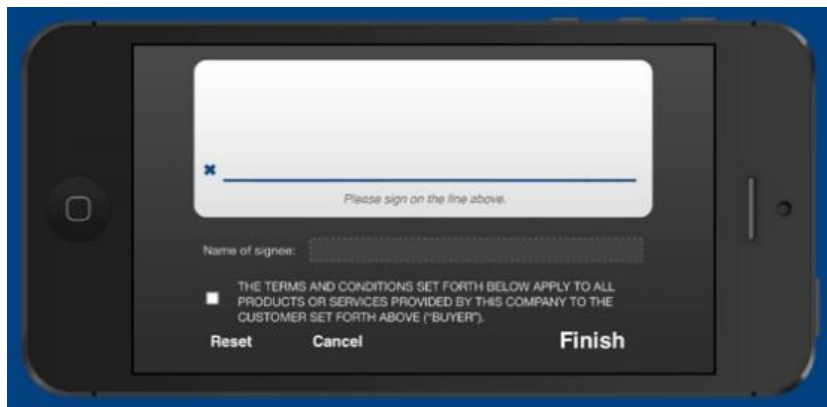 ✖
Please sign on the line above.
Name of signee:
THE TERMS AND CONDITIONS SET FORTH BELOW APPLY TO ALL
PRODUCTS OR SERVICES PROVIDED BY THIS COMPANY TO THE
CUSTOMER SET FORTH ABOVE ("BUYER").
Reset Cancel Finish